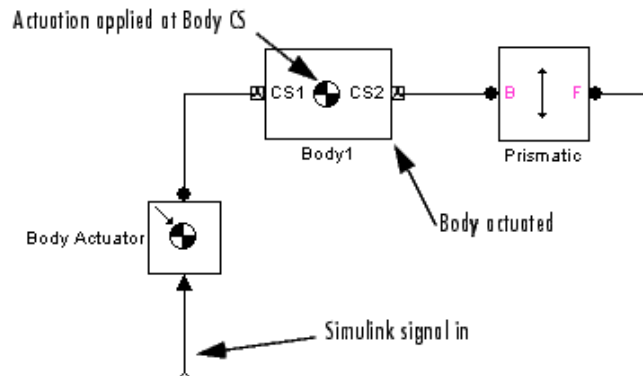 Actuation applied at Body CS
CS1 CS2
B F
Body1
Prismatic
Body actuated
Body Actuator
Simulink signal in